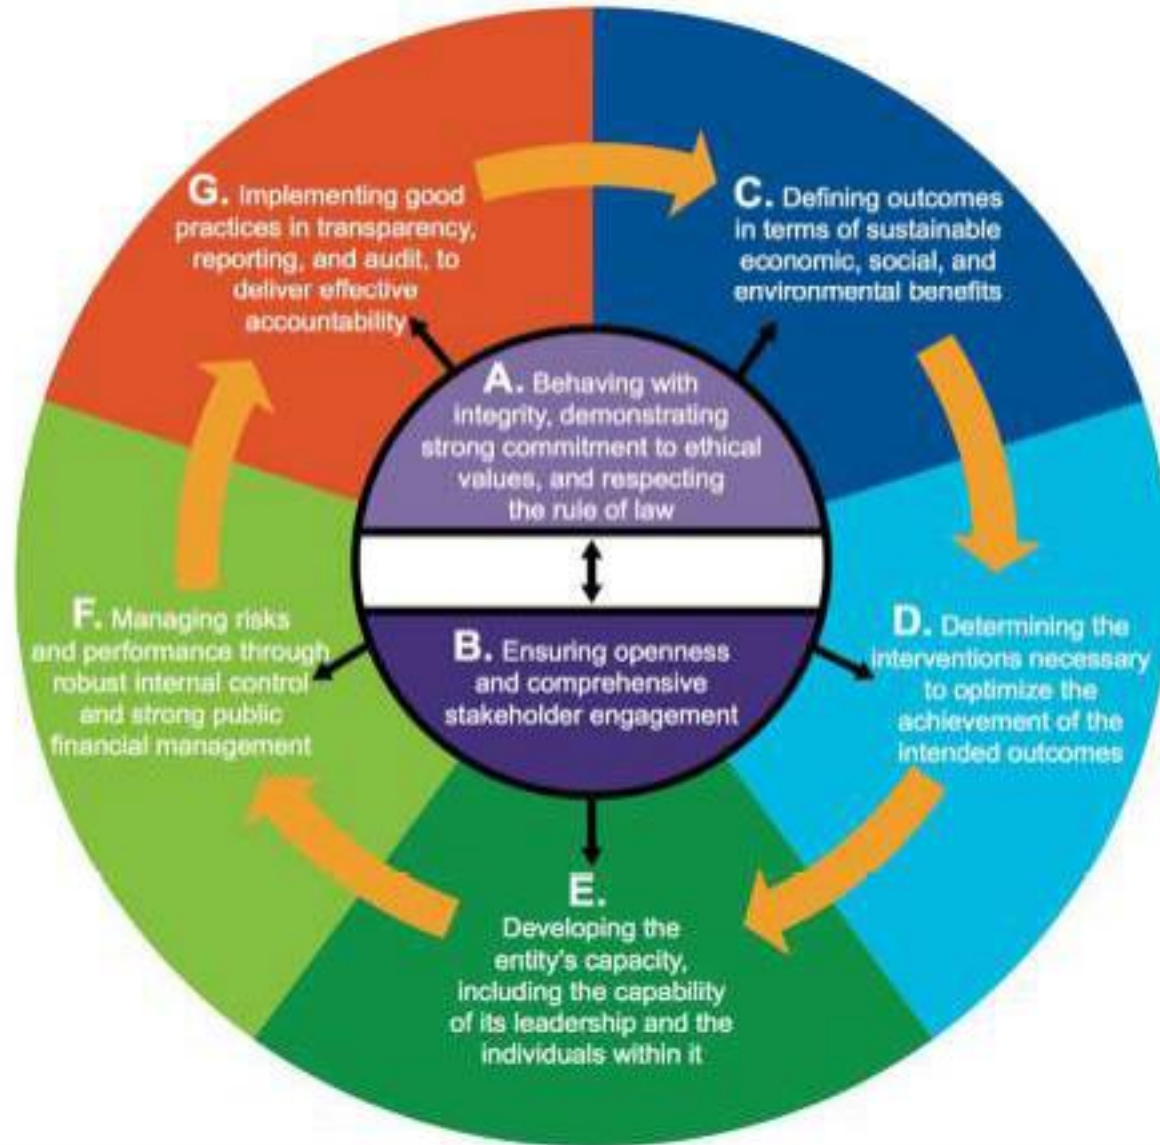 A. Behaving with
integrity, demonstrating
strong commitment to ethical
values, and respecting
the rule of law
B. Ensuring openness
and comprehensive
stakeholder engagement
C. Defining outcomes
in terms of sustainable
economic, social, and
environmental benefits
D. Determining the
interventions necessary
to optimize the
achievement of the
intended outcomes
E.
Developing the
entity's capacity,
including the capability
of its leadership and the
individuals within it
F. Managing risks
and performance through
robust internal control
and strong public
financial management
G. Implementing good
practices in transparency,
reporting, and audit, to
deliver effective
accountability